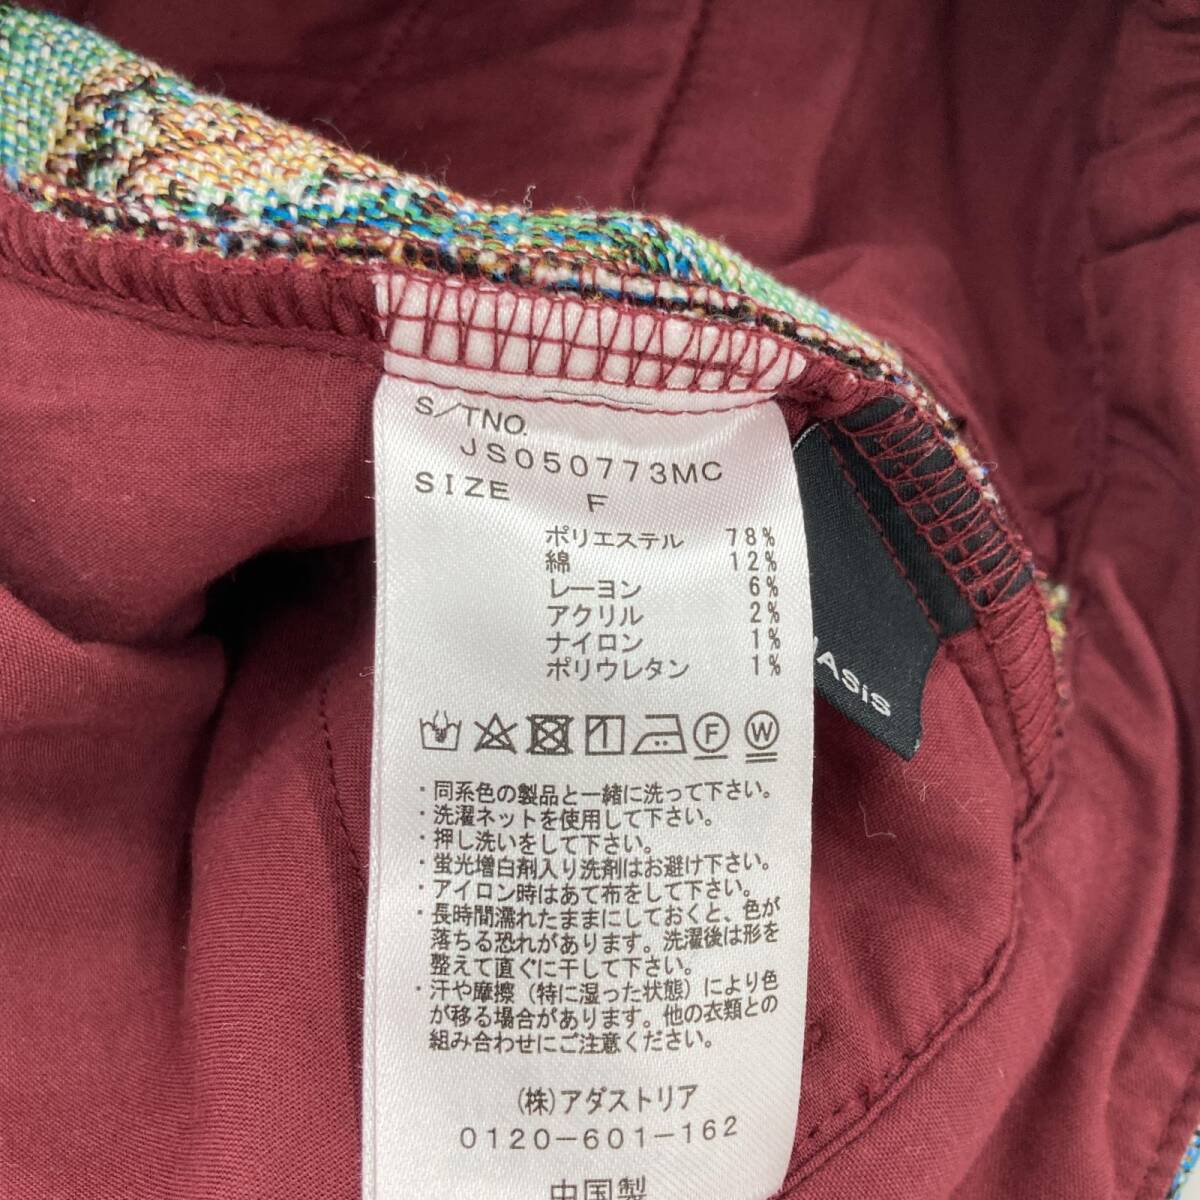 S/TNO.
JS050773MC
SIZE F
ポリエステル 78%
綿 12%
レーヨン 6%
アクリル 2%
ナイロン 1%
ポリウレタン 1%
F W
・同系色の製品と一緒に洗って下さい。
・洗濯ネットを使用して下さい。
・押し洗いをして下さい。
・蛍光増白剤入り洗剤はお避け下さい。
・アイロン時はあて布をして下さい。
・長時間濡れたままにしておくと、色が
落ちる恐れがあります。洗濯後は形を
整えて直ぐに干して下さい。
・汗や摩擦（特に湿った状態）により色
が移る場合があります。他の衣類との
組み合わせにご注意ください。
(株)アダストリア
0120-601-162
中国製
ASiS